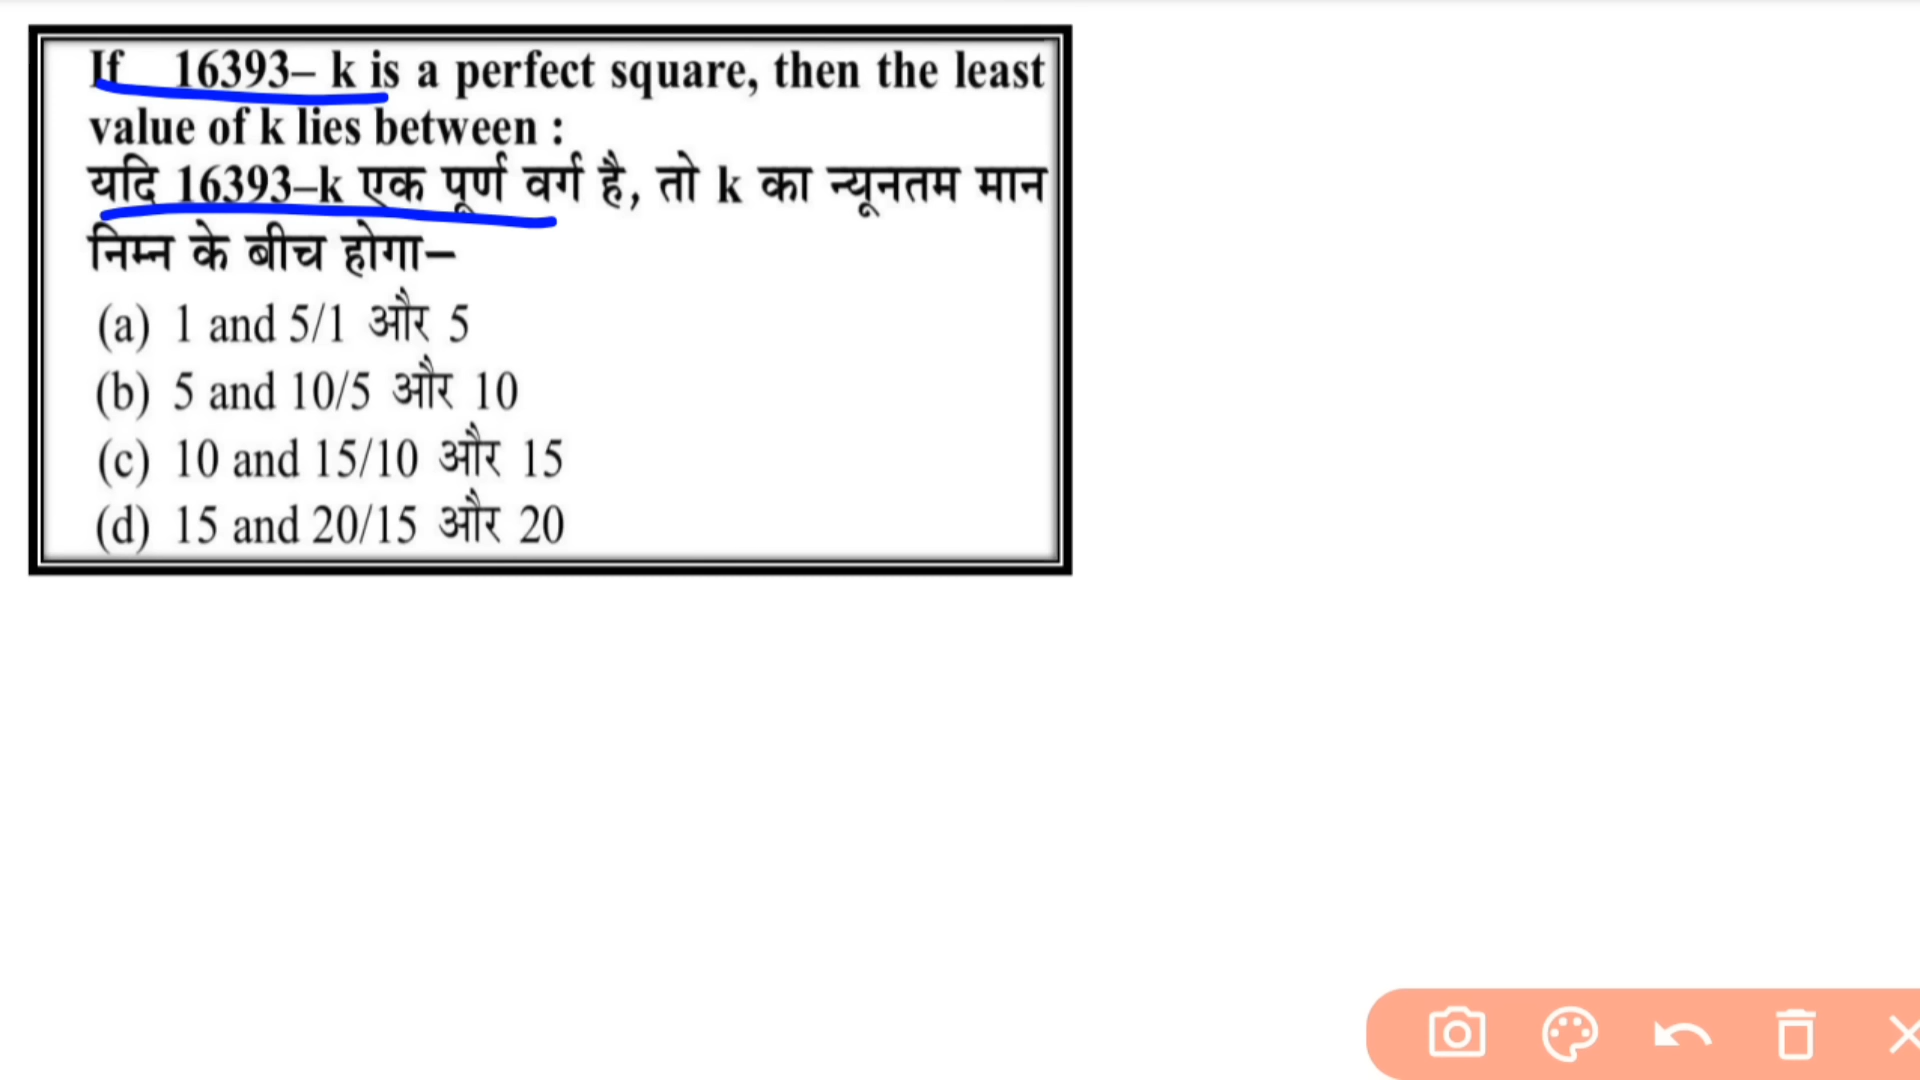 If 16393– k is a perfect square, then the least
value of k lies between :
यदि 16393–k एक पूर्ण वर्ग है, तो k का न्यूनतम मान
निम्न के बीच होगा–
(a) 1 and 5/1 और 5
(b) 5 and 10/5 और 10
(c) 10 and 15/10 और 15
(d) 15 and 20/15 और 20